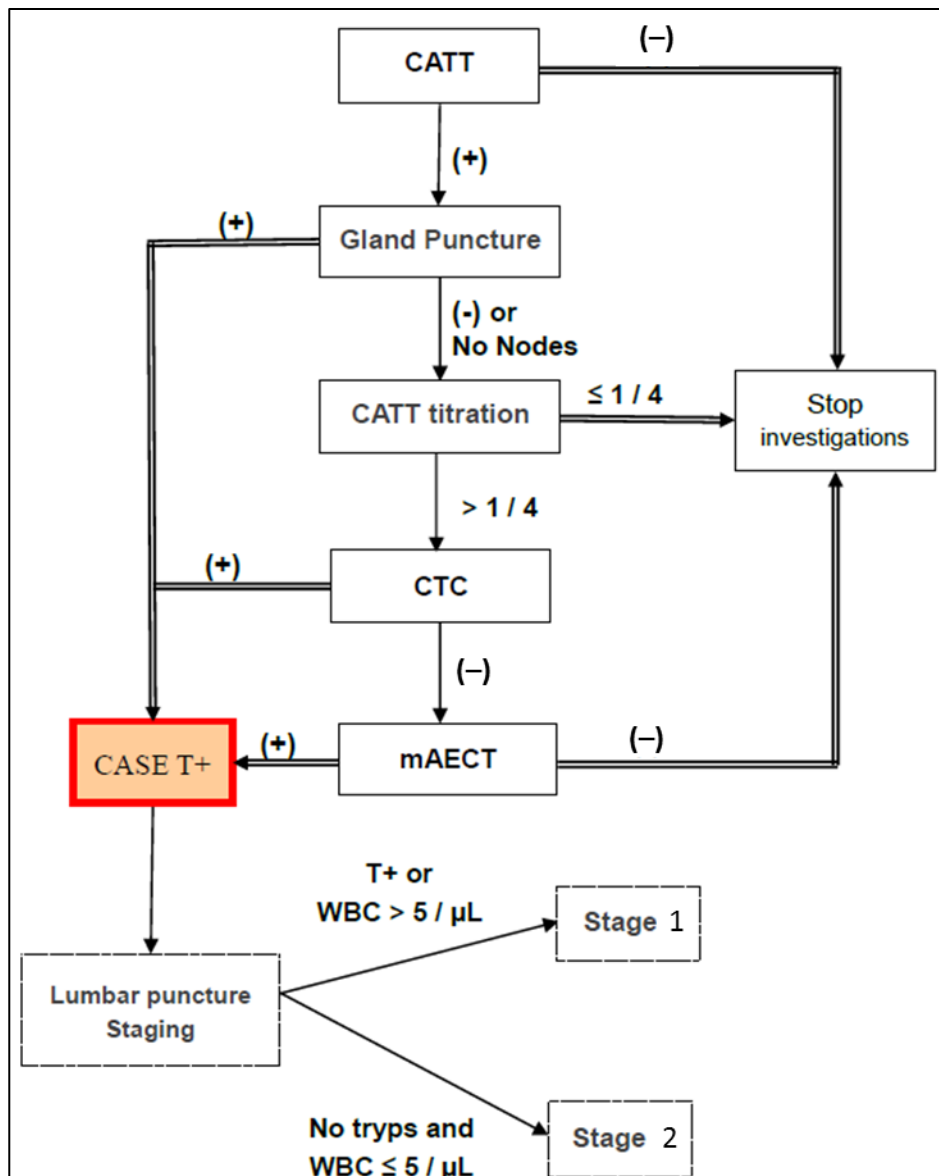 CATT
(–)
(+)
(+)
Gland Puncture
(-) or
No Nodes
CATT titration
≤ 1 / 4
Stop
investigations
> 1 / 4
(+)
CTC
(–)
CASE T+
(+)
mAECT
(–)
T+ or
WBC > 5 / µL
Stage 1
Lumbar puncture
Staging
No tryps and
WBC ≤ 5 / µL
Stage 2